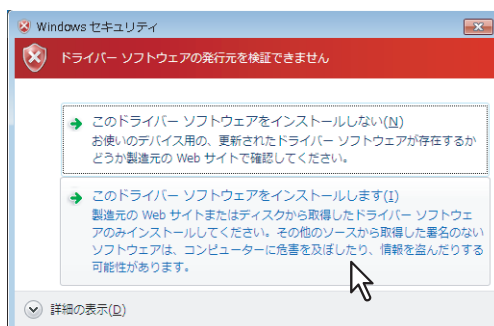 Windows セキュリティ
ドライバー ソフトウェアの発行元を検証できません
このドライバー ソフトウェアをインストールしない(N)
お使いのデバイス用の、更新されたドライバー ソフトウェアが存在するか
どうか製造元の Web サイトで確認してください。
このドライバー ソフトウェアをインストールします(I)
製造元の Web サイトまたはディスクから取得したドライバー ソフトウェ
アのみインストールしてください。その他のソースから取得した署名のない
ソフトウェアは、コンピューターに危害を及ぼしたり、情報を盗んだりする
可能性があります。
詳細の表示(D)